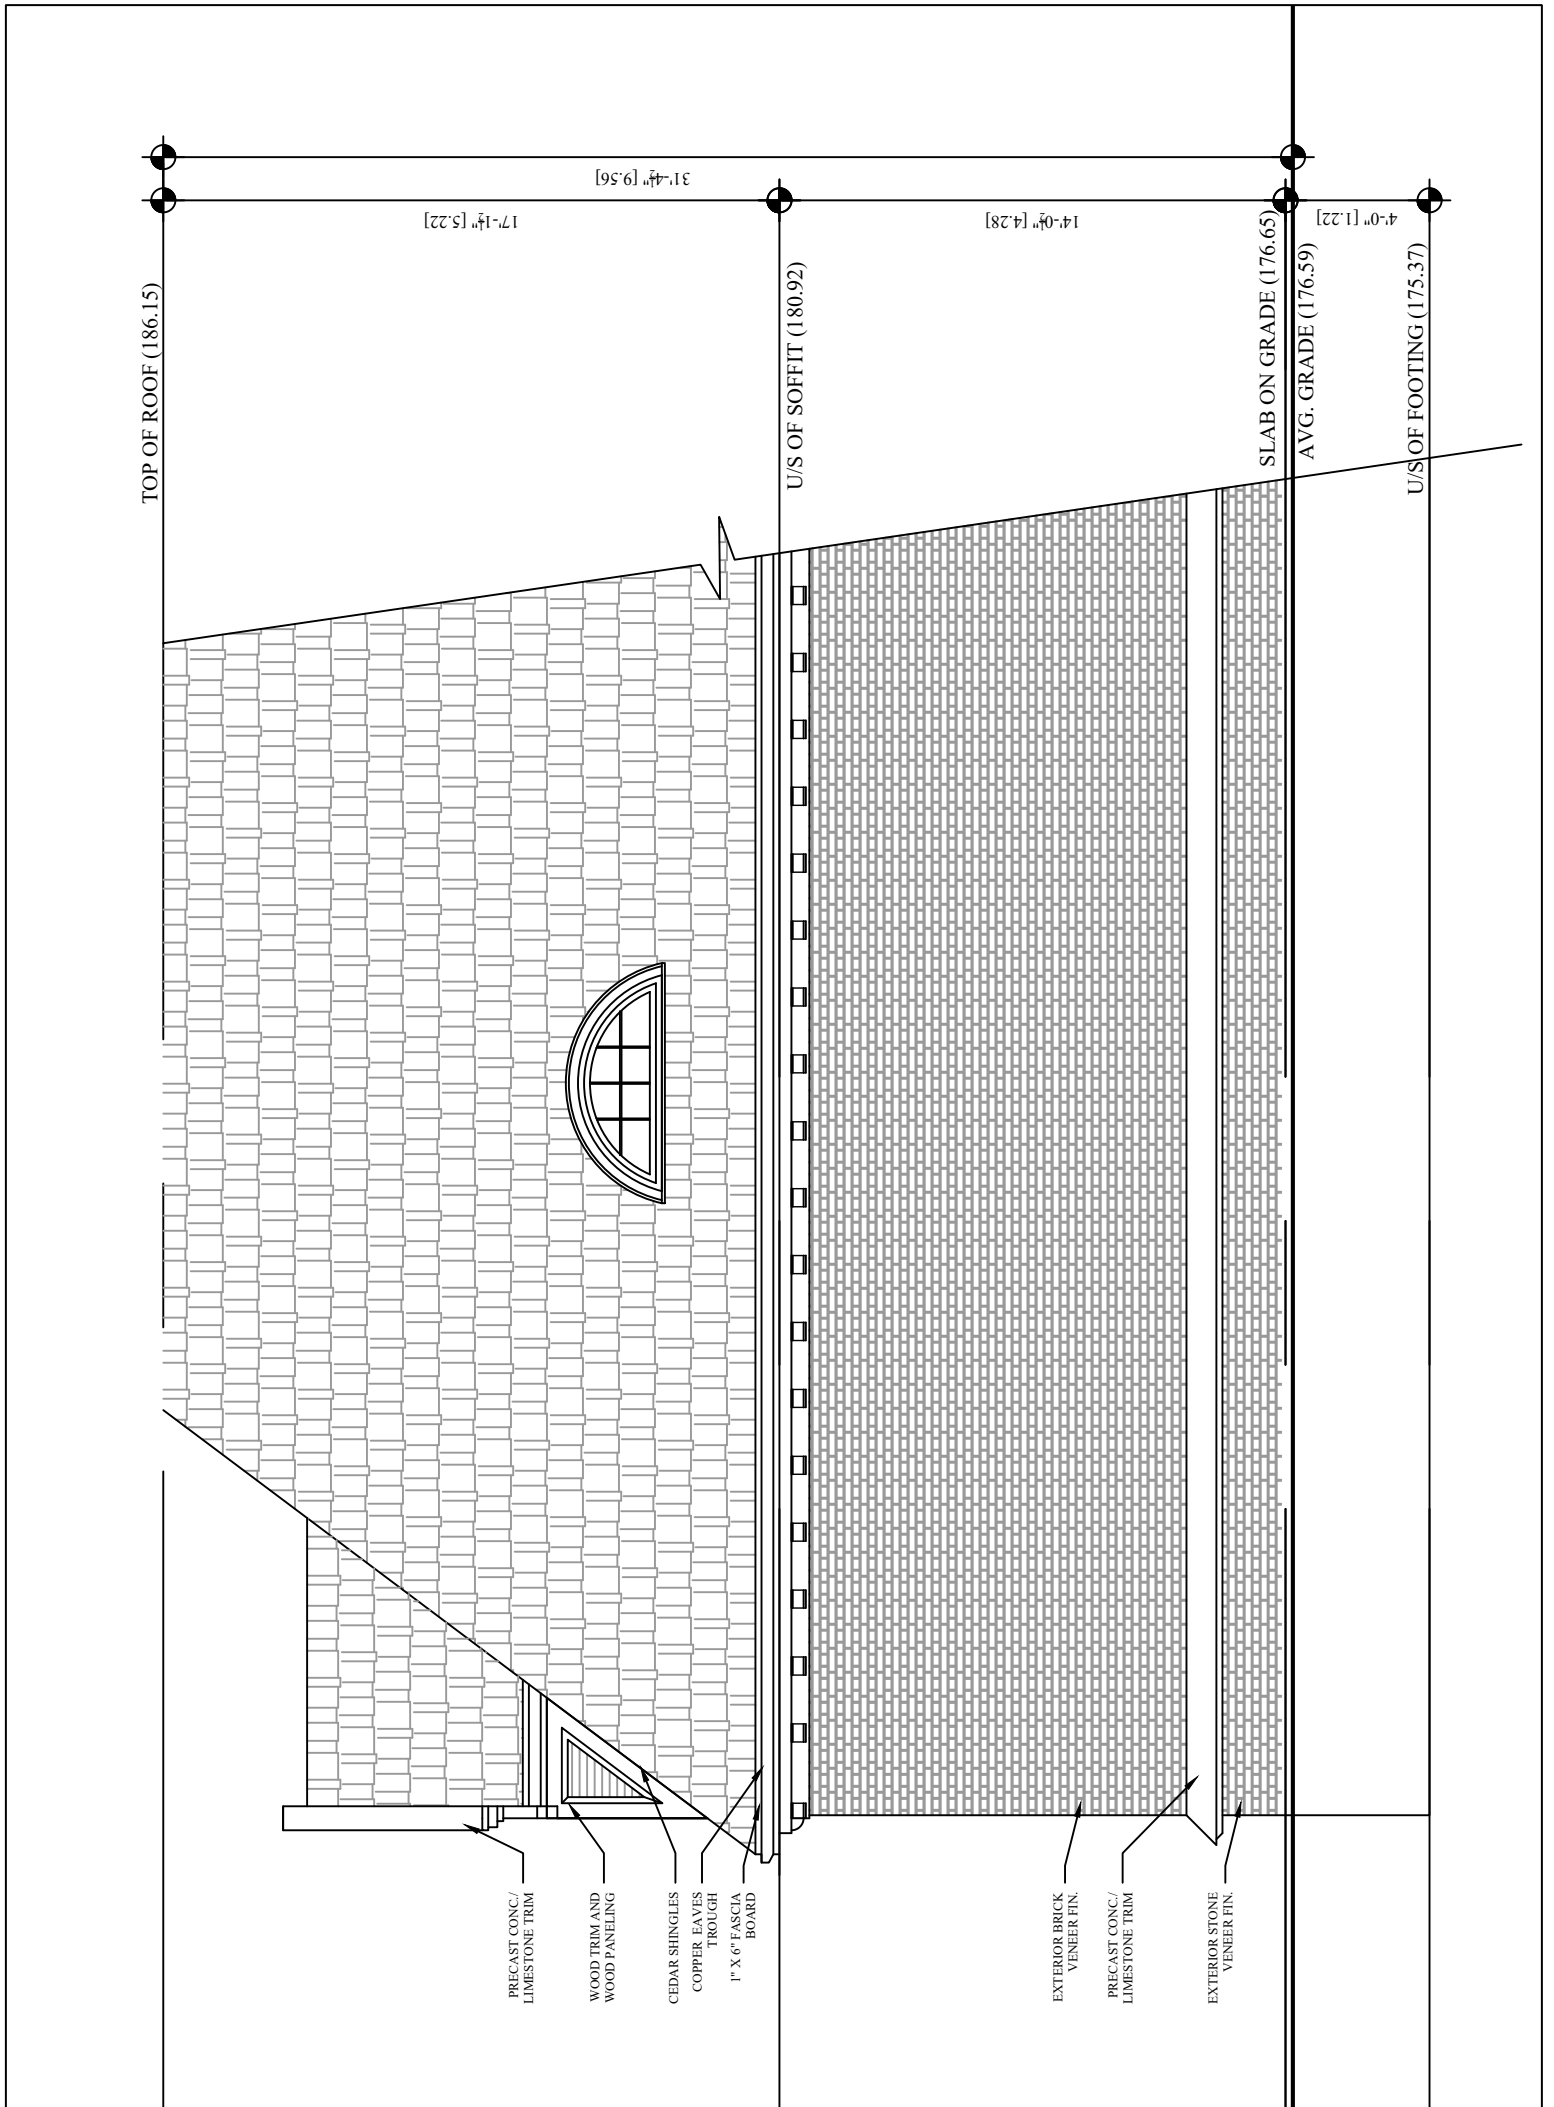 TOP OF ROOF (186.15)
U/S OF SOFFIT (180.92)
SLAB ON GRADE (176.65)
AVG. GRADE (176.59)
U/S OF FOOTING (175.37)
31'-4½" [9.56]
17'-1½" [5.22]
14'-0½" [4.28]
4'-0" [1.22]
PRECAST CONC./
LIMESTONE TRIM
WOOD TRIM AND
WOOD PANELING
CEDAR SHINGLES
COPPER EAVES
TROUGH
1" X 6" FASCIA
BOARD
EXTERIOR BRICK
VENEER FIN.
PRECAST CONC./
LIMESTONE TRIM
EXTERIOR STONE
VENEER FIN.